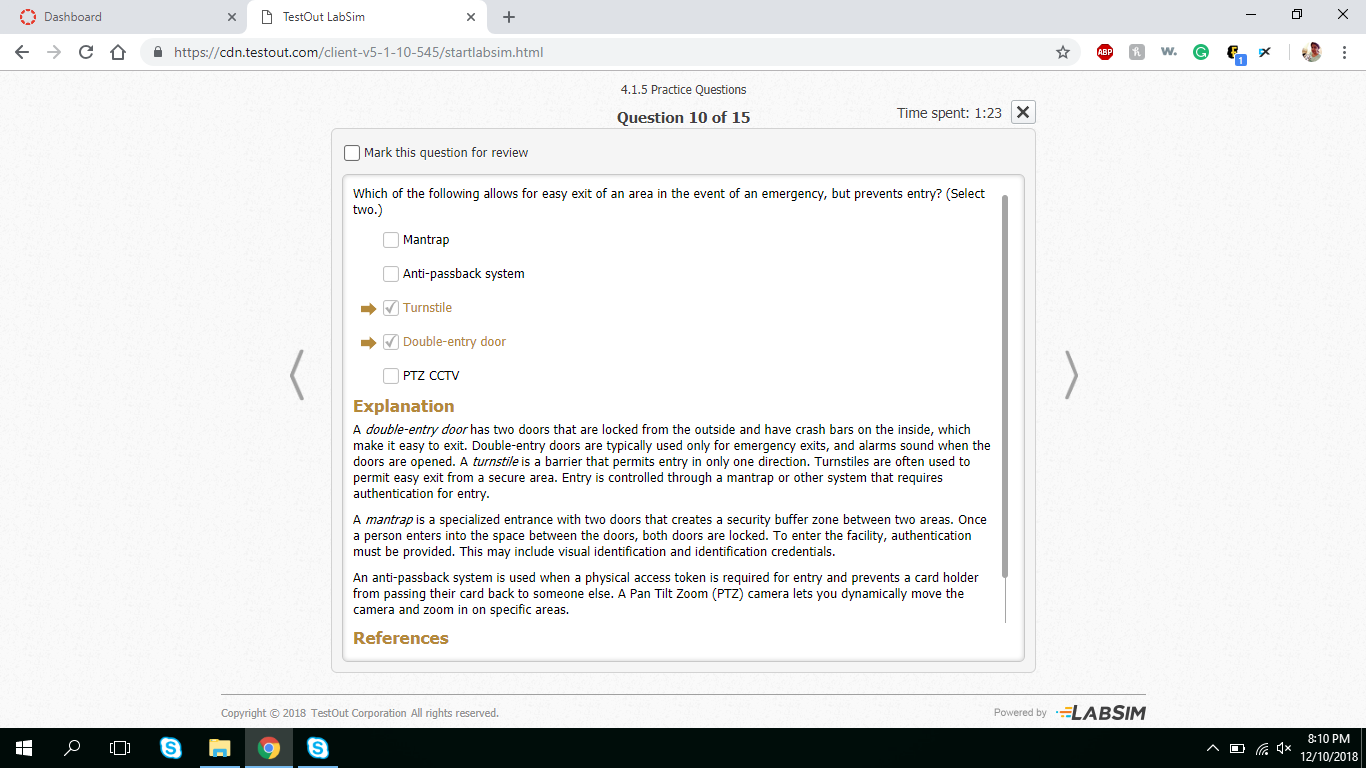 Dashboard
TestOut LabSim
https://cdn.testout.com/client-v5-1-10-545/startlabsim.html
ABP
w.
1
4.1.5 Practice Questions
Question 10 of 15
Time spent: 1:23
Mark this question for review
Which of the following allows for easy exit of an area in the event of an emergency, but prevents entry? (Select
two.)
Mantrap
Anti-passback system
Turnstile
Double-entry door
PTZ CCTV
Explanation
A double-entry door has two doors that are locked from the outside and have crash bars on the inside, which
make it easy to exit. Double-entry doors are typically used only for emergency exits, and alarms sound when the
doors are opened. A turnstile is a barrier that permits entry in only one direction. Turnstiles are often used to
permit easy exit from a secure area. Entry is controlled through a mantrap or other system that requires
authentication for entry.
A mantrap is a specialized entrance with two doors that creates a security buffer zone between two areas. Once
a person enters into the space between the doors, both doors are locked. To enter the facility, authentication
must be provided. This may include visual identification and identification credentials.
An anti-passback system is used when a physical access token is required for entry and prevents a card holder
from passing their card back to someone else. A Pan Tilt Zoom (PTZ) camera lets you dynamically move the
camera and zoom in on specific areas.
References
Copyright © 2018 TestOut Corporation All rights reserved.
Powered by LABSIM
8:10 PM
12/10/2018